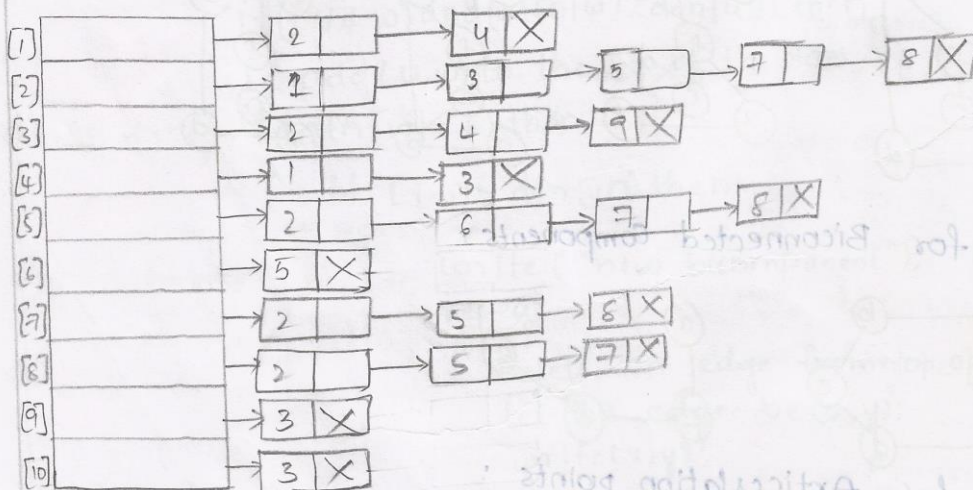 [1] 2 4 X
[2] 1 3 5 7 8 X
[3] 2 4 9 X
[4] 1 3 X
[5] 2 6 7 8 X
for Biconnected components :
[6] 5 X
[7] 2 5 8 X
[8] 2 5 7 X
[9] 3 X
[10] 3 X
Articulation points :